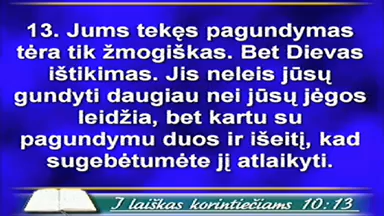 13. Jums tekęs pagundymas
tėra tik žmogiškas. Bet Dievas
ištikimas. Jis neleis jūsų
gundyti daugiau nei jūsų jėgos
leidžia, bet kartu su
pagundymu duos ir išeitį, kad
sugebėtumėte jį atlaikyti.
I laiškas korintiečiams 10:13